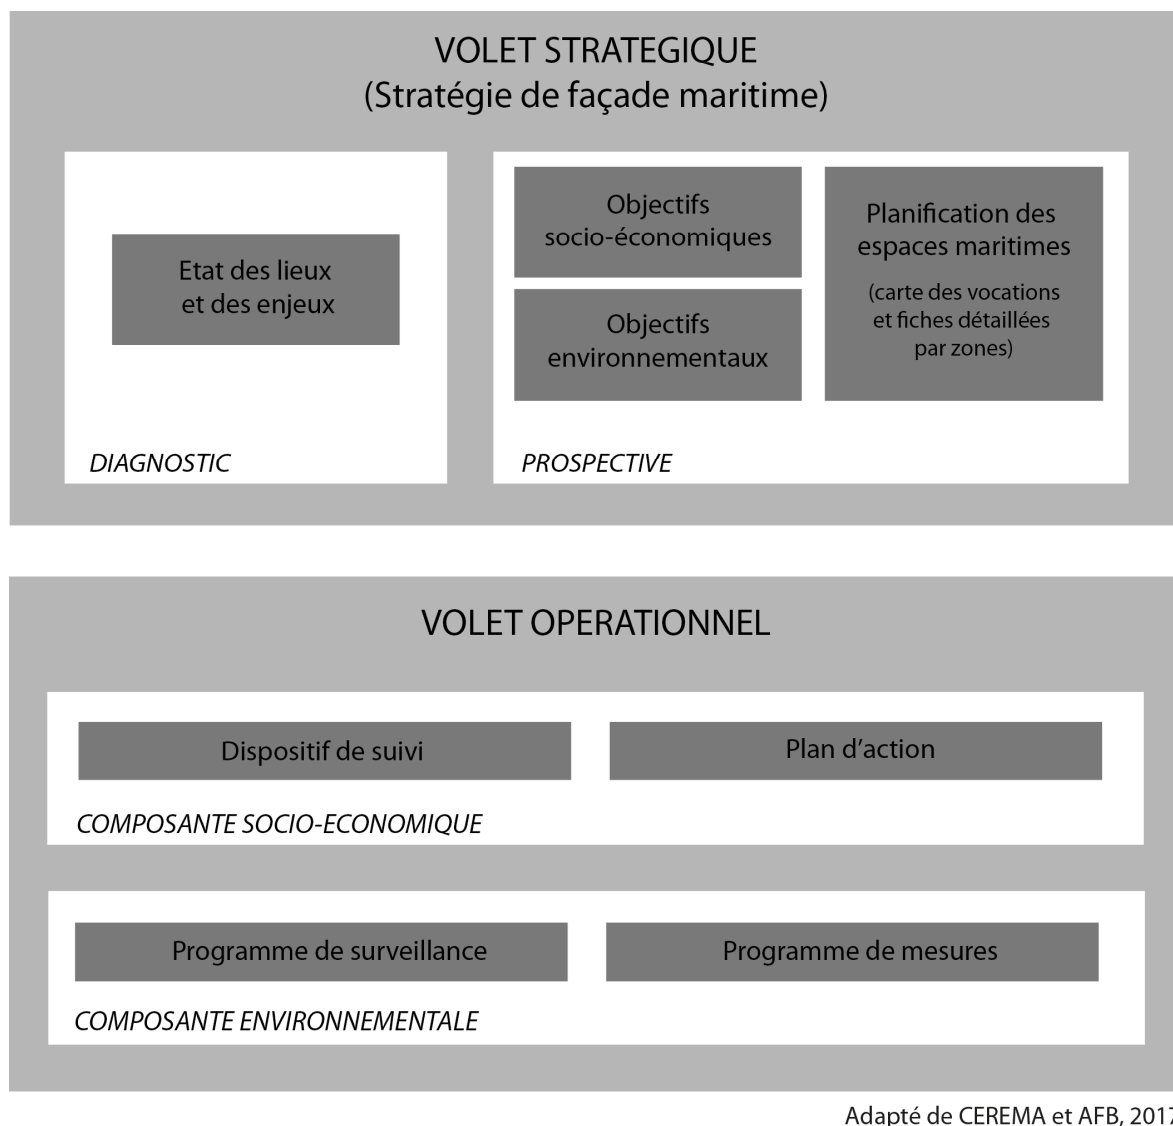 VOLET STRATEGIQUE
(Stratégie de façade maritime)
Etat des lieux
et des enjeux
DIAGNOSTIC
Objectifs
socio-économiques
Objectifs
environnementaux
Planification des
espaces maritimes
(carte des vocations
et fiches détaillées
par zones)
PROSPECTIVE
VOLET OPERATIONNEL
Dispositif de suivi
Plan d’action
COMPOSANTE SOCIO-ECONOMIQUE
Programme de surveillance
Programme de mesures
COMPOSANTE ENVIRONNEMENTALE
Adapté de CEREMA et AFB, 2017